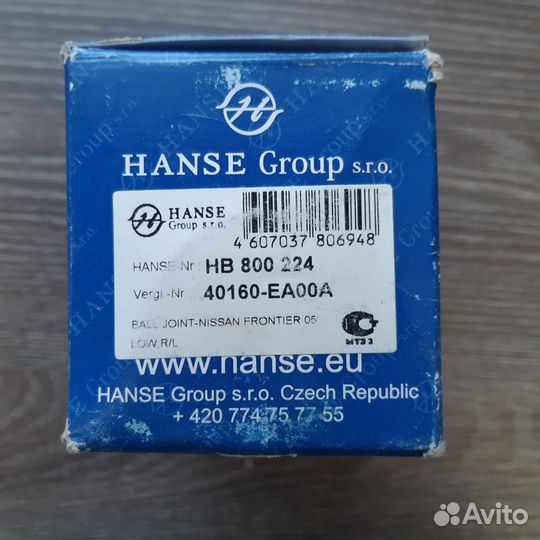 HANSE Group s.r.o.
HANSE
Group s.r.o.
4 607037 806948
HANSE-Nr HB 800 224
Vergl-Nr. 40160-EA00A
BALL JOINT-NISSAN FRONTIER 05'
LOW,R/L
www.hanse.eu
HANSE Group s.r.o. Czech Republic
+ 420 774 75 77 55
Avito